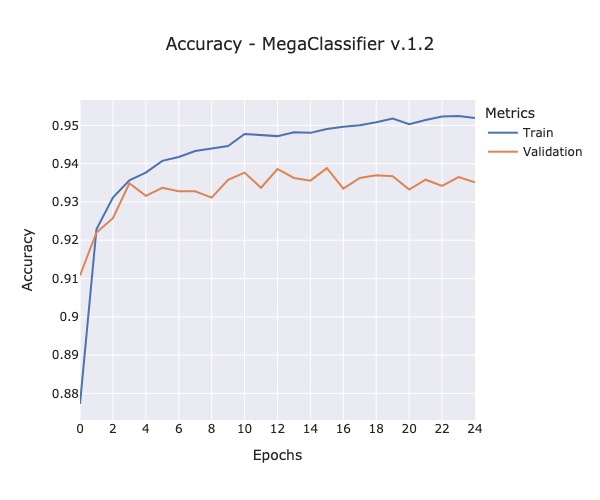 Accuracy - MegaClassifier v.1.2
Metrics
Train
Validation
0.95
0.94
0.93
0.92
0.91
0.9
0.89
0.88
Accuracy
0 2 4 6 8 10 12 14 16 18 20 22 24
Epochs